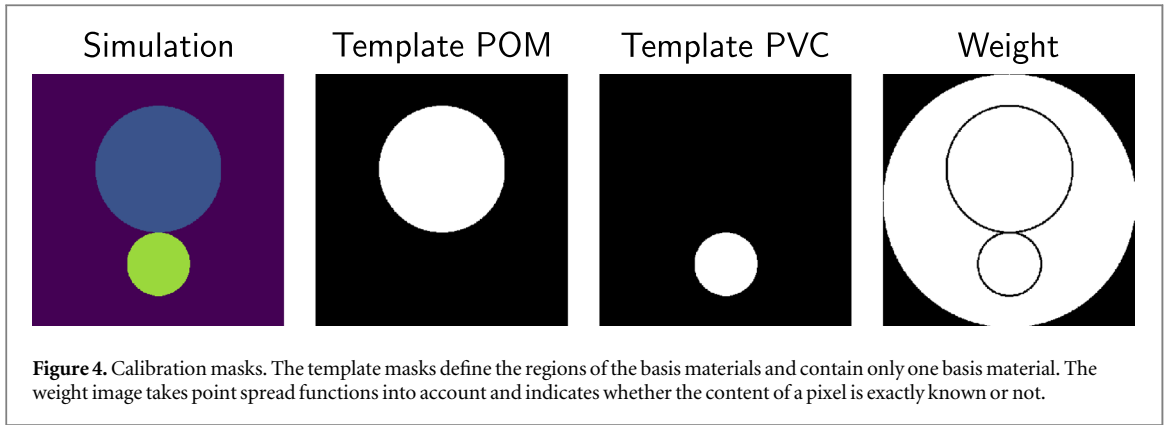 Simulation Template POM Template PVC Weight
Figure 4. Calibration masks. The template masks define the regions of the basis materials and contain only one basis material. The
weight image takes point spread functions into account and indicates whether the content of a pixel is exactly known or not.